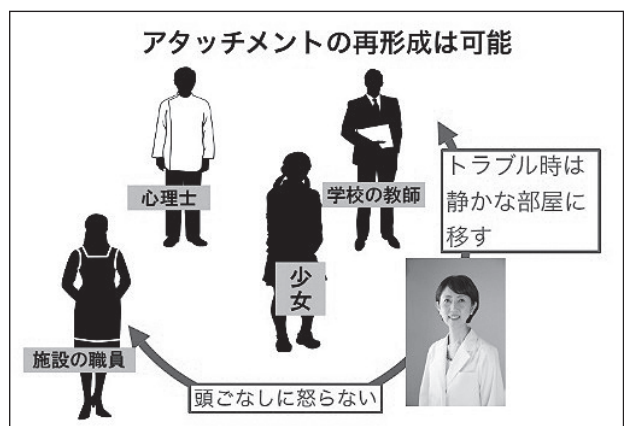 アタッチメントの再形成は可能
心理士
学校の教師
トラブル時は
静かな部屋に
移す
少
女
施設の職員
頭ごなしに怒らない